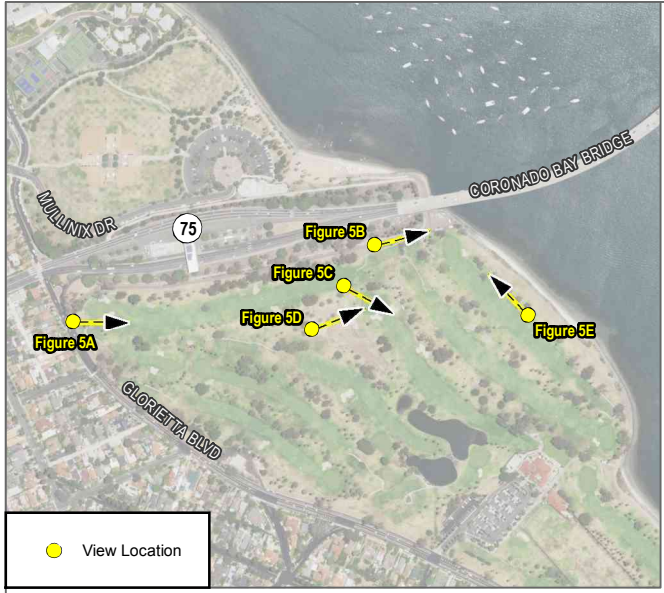 CORONADO BAY BRIDGE
MULLINIX DR
75
Figure 5B
Figure 5C
Figure 5D
Figure 5E
Figure 5A
GLORIETTA BLVD
View Location